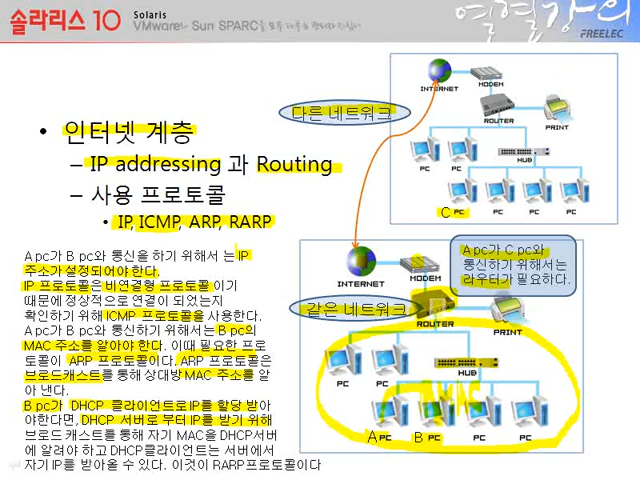 솔라리스 10
Solaris
VMware와 Sun SPARC을 모두 다루는
열혈강의
FREELEC
• 인터넷 계층
– IP addressing 과 Routing
– 사용 프로토콜
• IP, ICMP, ARP, RARP
A pc가 B pc와 통신을 하기 위해서 는 IP
주소가 설정되어야 한다.
IP 프로토콜은 비연결형 프로토콜 이기
때문에 정상적으로 연결이 되었는지
확인하기 위해 ICMP 프로토콜을 사용한다.
A pc가 B pc와 통신하기 위해서는 B pc의
MAC 주소를 알아야 한다. 이때 필요한 프로
토콜이 ARP 프로토콜이다. ARP 프로토콜은
브로드캐스트를 통해 상대방 MAC 주소를 알
아 낸다.
B pc가 DHCP 클라이언트로 IP를 할당 받아
야한다면, DHCP 서버로 부터 IP를 받기 위해
브로드 캐스트를 통해 자기 MAC을 DHCP서버
에 알려야 하고 DHCP클라이언트는 서버에서
자기 IP를 받아올 수 있다. 이것이 RARP프로토콜이다
다른 네트워크
INTERNET
MODEM
ROUTER
PRINT
HUB
PC
PC
C PC
PC
PC
PC
A pc가 C pc와
통신하기 위해서는
라우터가 필요하다.
같은 네트워크
INTERNET
MODEM
ROUTER
PRINT
HUB
PC
PC
MAC
A PC
B PC
PC
PC